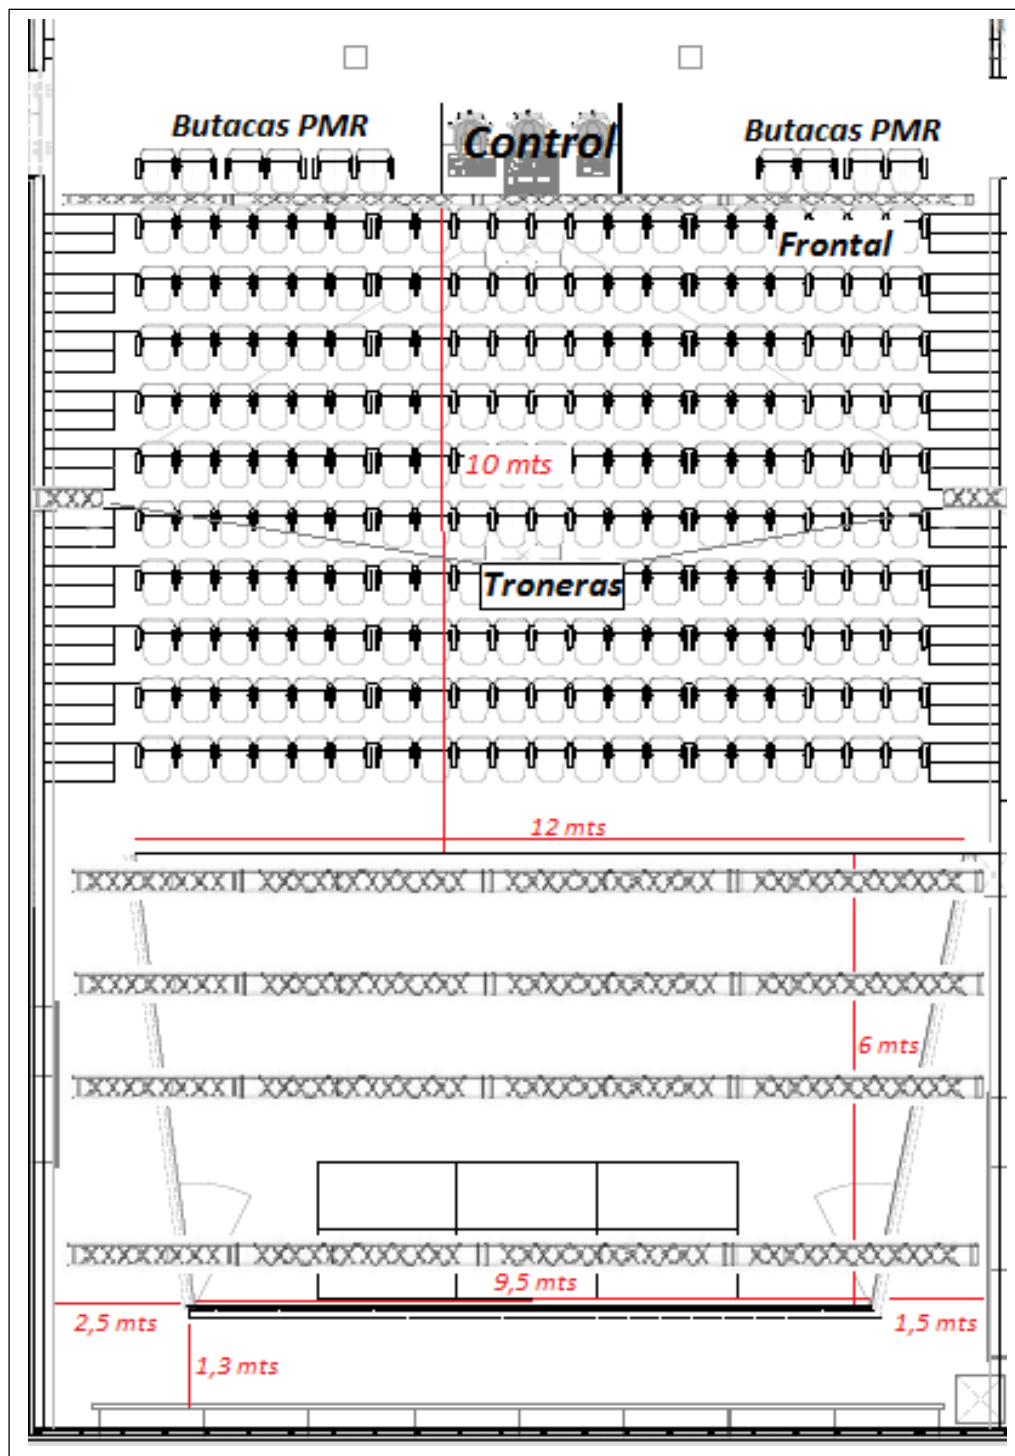 Butacas PMR
Control
Butacas PMR
Frontal
10 mts
Troneras
12 mts
6 mts
9,5 mts
2,5 mts
1,5 mts
1,3 mts